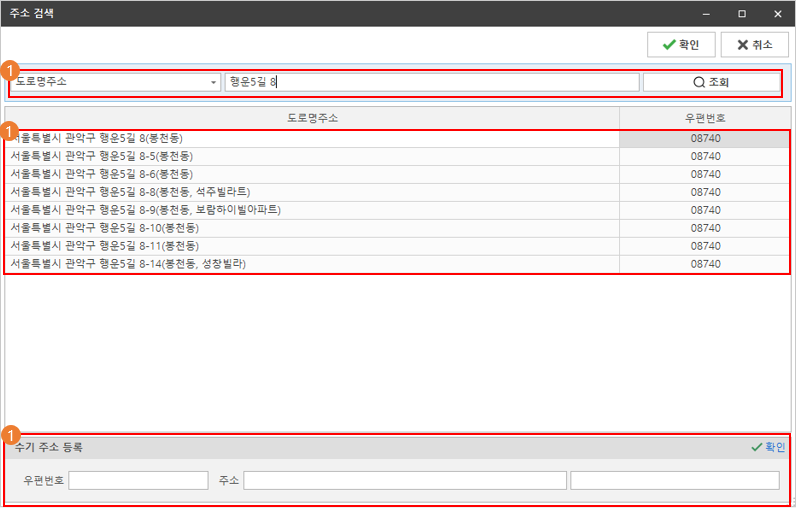 주소 검색
확인 취소
1
도로명주소 행운5길 8 조회
도로명주소 우편번호
1
서울특별시 관악구 행운5길 8(봉천동) 08740
서울특별시 관악구 행운5길 8-5(봉천동) 08740
서울특별시 관악구 행운5길 8-6(봉천동) 08740
서울특별시 관악구 행운5길 8-8(봉천동, 석주빌라트) 08740
서울특별시 관악구 행운5길 8-9(봉천동, 보람하이빌아파트) 08740
서울특별시 관악구 행운5길 8-10(봉천동) 08740
서울특별시 관악구 행운5길 8-11(봉천동) 08740
서울특별시 관악구 행운5길 8-14(봉천동, 성창빌라) 08740
1
수기 주소 등록 확인
우편번호 주소